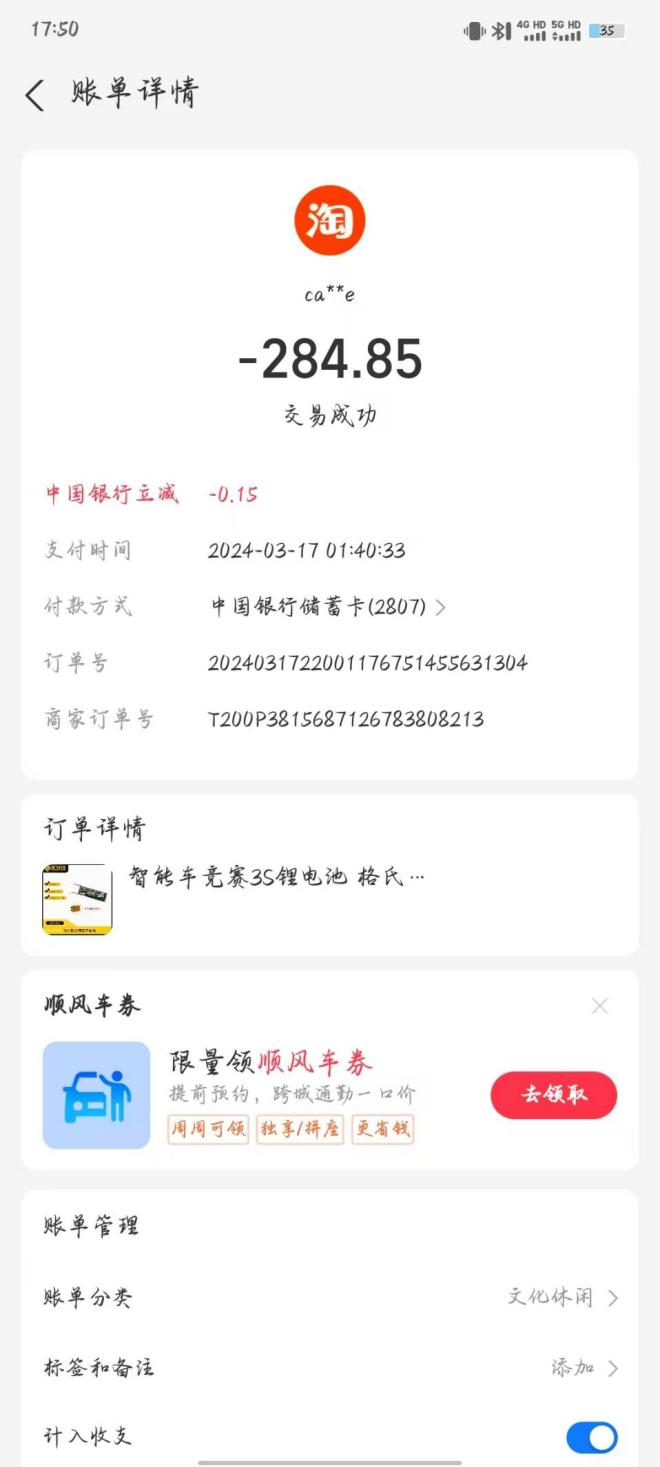 17:50
4G HD 5G HD 35
账单详情
淘
ca**e
-284.85
交易成功
中国银行立减 -0.15
支付时间 2024-03-17 01:40:33
付款方式 中国银行储蓄卡(2807)
订单号 2024031722001176751455631304
商家订单号 T200P3815687126783808213
订单详情
智能车竞赛3S锂电池 格氏…
顺风车券
限量领顺风车券
提前预约，跨城通勤一口价
去领取
周周可领 独享/拼座 更省钱
账单管理
账单分类 文化休闲
标签和备注 添加
计入收支